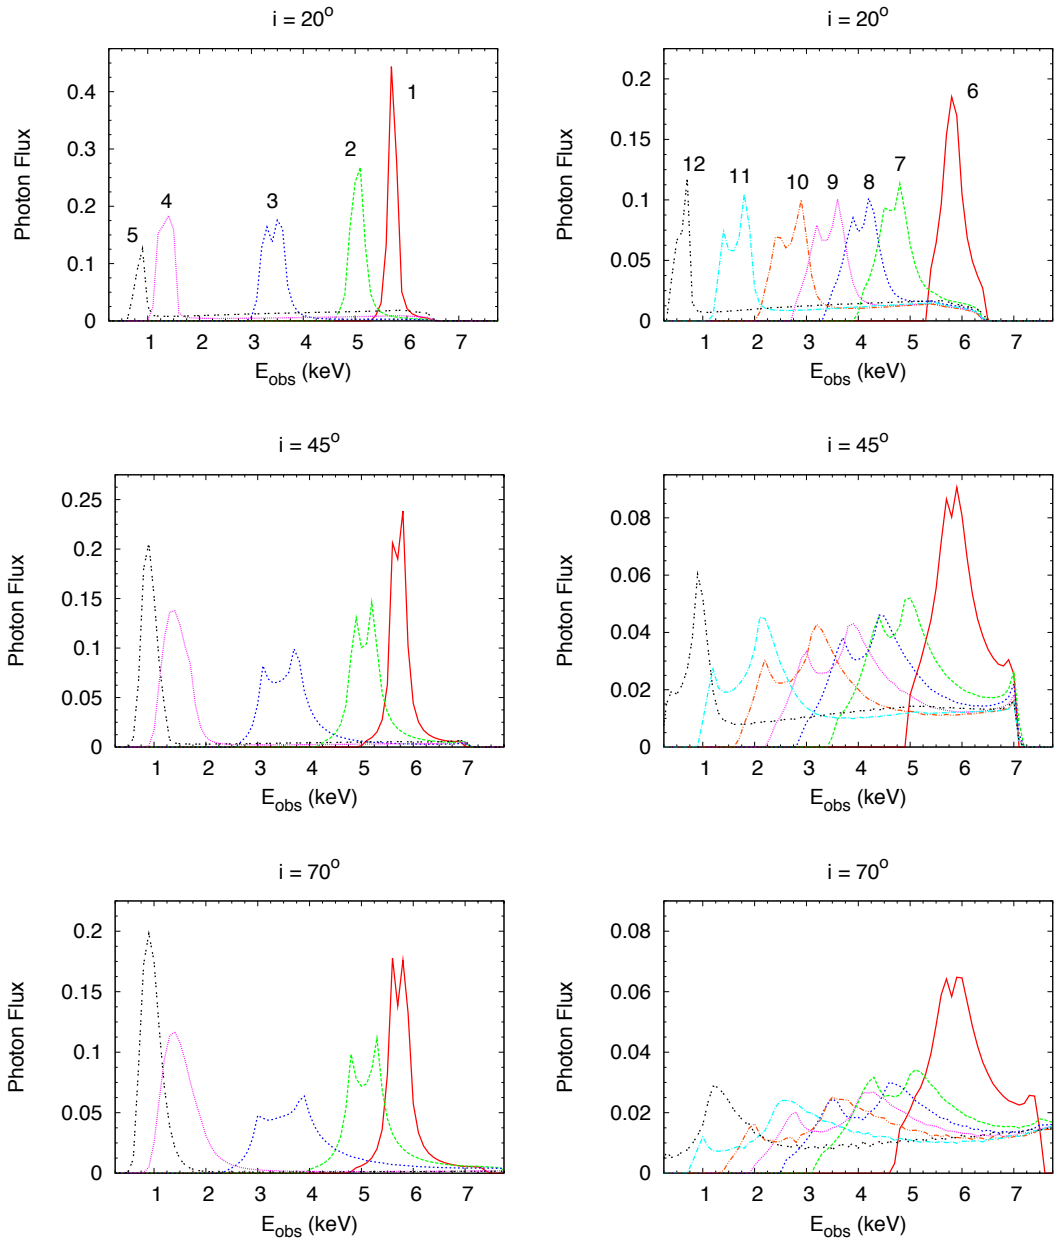 i = 20°
Photon Flux
0.4
0.3
0.2
0.1
0
1
2
3
4
5
1 2 3 4 5 6 7
E_obs (keV)
i = 20°
Photon Flux
0.2
0.15
0.1
0.05
0
6
7
8
9
10
11
12
1 2 3 4 5 6 7
E_obs (keV)
i = 45°
Photon Flux
0.25
0.2
0.15
0.1
0.05
0
1 2 3 4 5 6 7
E_obs (keV)
i = 45°
Photon Flux
0.08
0.06
0.04
0.02
0
1 2 3 4 5 6 7
E_obs (keV)
i = 70°
Photon Flux
0.2
0.15
0.1
0.05
0
1 2 3 4 5 6 7
E_obs (keV)
i = 70°
Photon Flux
0.08
0.06
0.04
0.02
0
1 2 3 4 5 6 7
E_obs (keV)